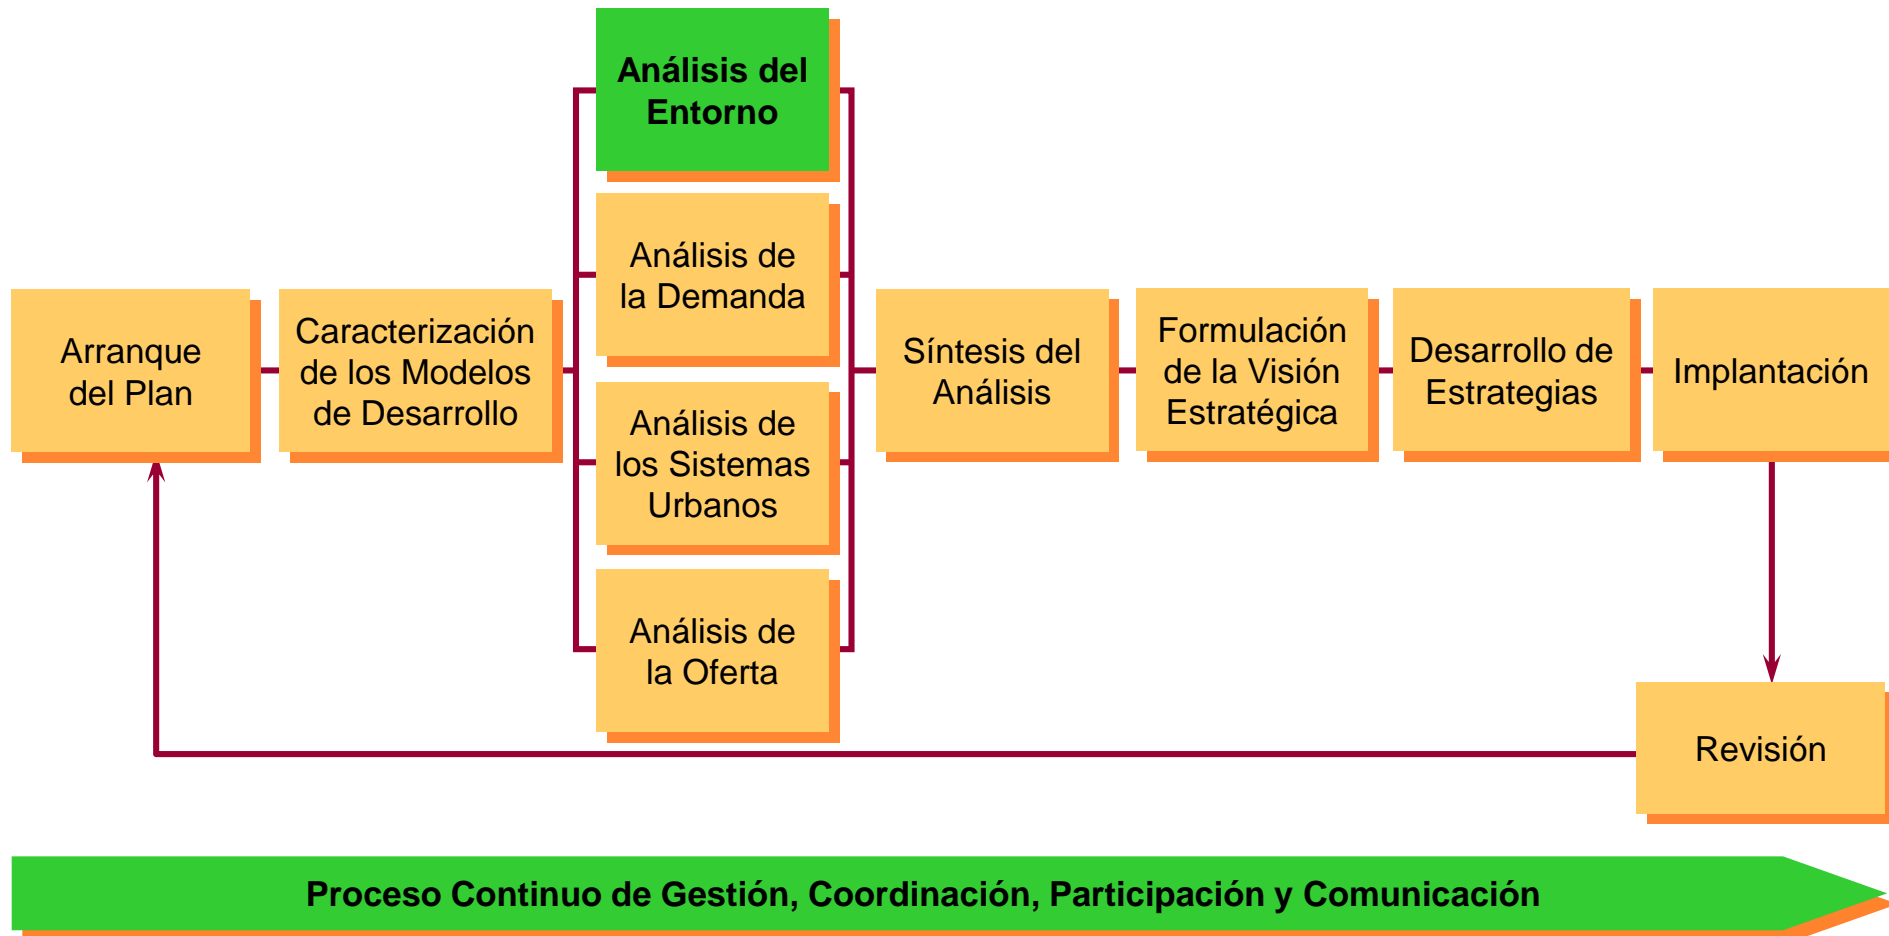 Análisis del
Entorno
Análisis de
la Demanda
Arranque
del Plan
Caracterización
de los Modelos
de Desarrollo
Análisis de
los Sistemas
Urbanos
Síntesis del
Análisis
Formulación
de la Visión
Estratégica
Desarrollo de
Estrategias
Implantación
Análisis de
la Oferta
Revisión
Proceso Continuo de Gestión, Coordinación, Participación y Comunicación